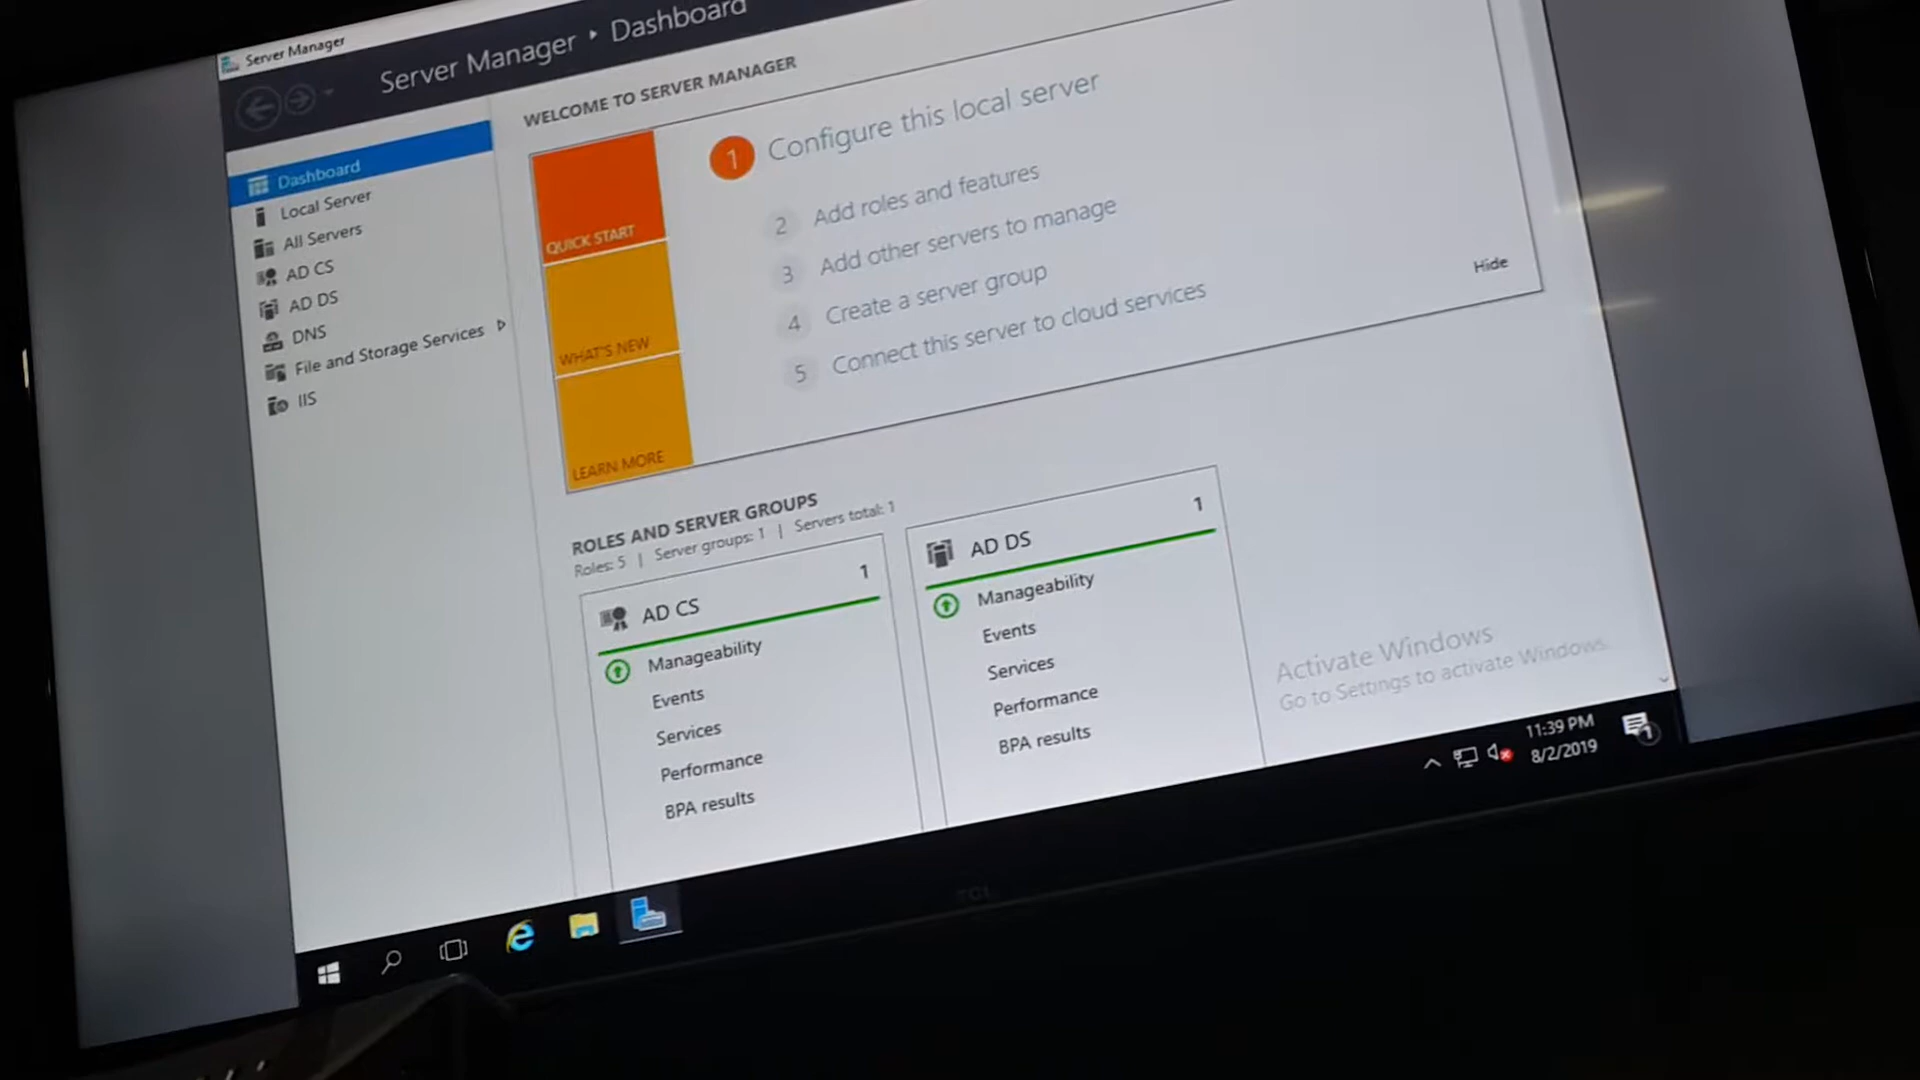 Server Manager
Server Manager ‣ Dashboard
Dashboard
Local Server
All Servers
AD CS
AD DS
DNS
File and Storage Services
IIS
WELCOME TO SERVER MANAGER
QUICK START
WHAT'S NEW
LEARN MORE
1 Configure this local server
2 Add roles and features
3 Add other servers to manage
4 Create a server group
5 Connect this server to cloud services
Hide
ROLES AND SERVER GROUPS
Roles: 5 | Server groups: 1 | Servers total: 1
AD CS 1
Manageability
Events
Services
Performance
BPA results
AD DS 1
Manageability
Events
Services
Performance
BPA results
Activate Windows
Go to Settings to activate Windows.
11:39 PM
8/2/2019
1
TCL